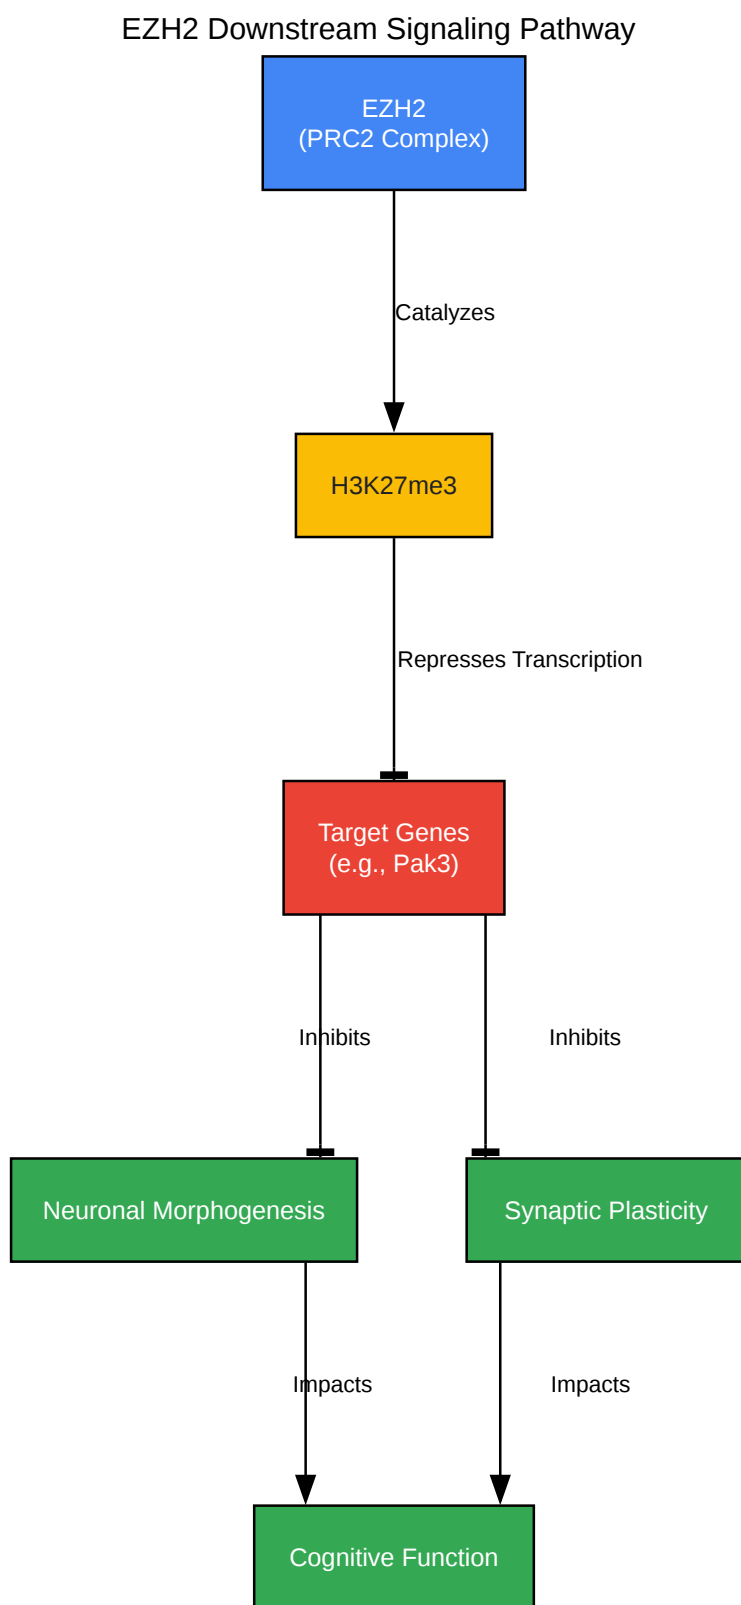 EZH2 Downstream Signaling Pathway
EZH2
(PRC2 Complex)
Catalyzes
H3K27me3
Represses Transcription
Target Genes
(e.g., Pak3)
Inhibits
Inhibits
Neuronal Morphogenesis
Synaptic Plasticity
Impacts
Impacts
Cognitive Function